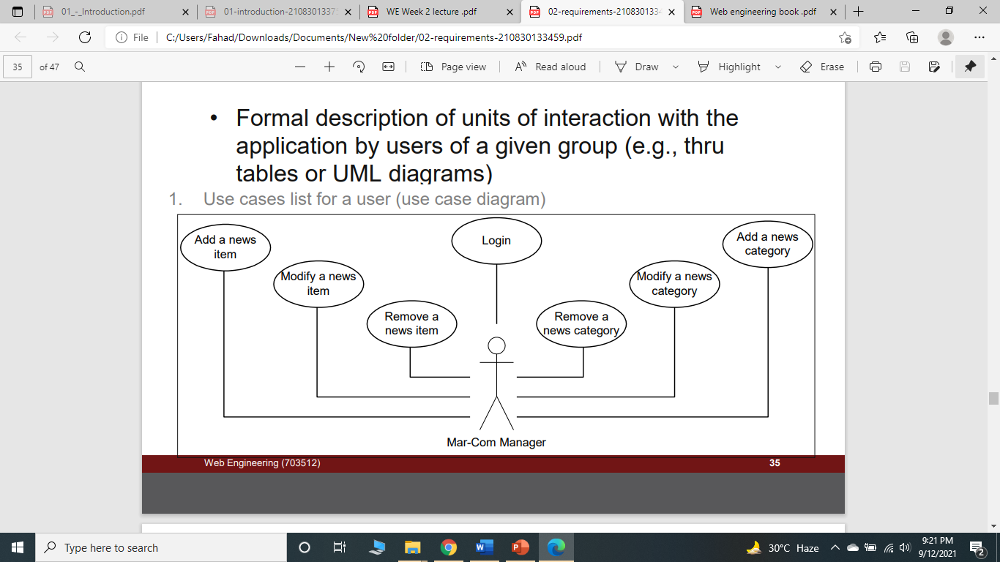 01_-_Introduction.pdf
01-introduction-21083013373
WE Week 2 lecture .pdf
02-requirements-2108301334
Web engineering book .pdf
File
C:/Users/Fahad/Downloads/Documents/New%20folder/02-requirements-210830133459.pdf
35
of 47
Page view
Read aloud
Draw
Highlight
Erase
• Formal description of units of interaction with the
application by users of a given group (e.g., thru
tables or UML diagrams)
1. Use cases list for a user (use case diagram)
Add a news
item
Modify a news
item
Remove a
news item
Login
Remove a
news category
Modify a news
category
Add a news
category
Mar-Com Manager
Web Engineering (703512)
35
Type here to search
30°C Haze
9:21 PM
9/12/2021
2